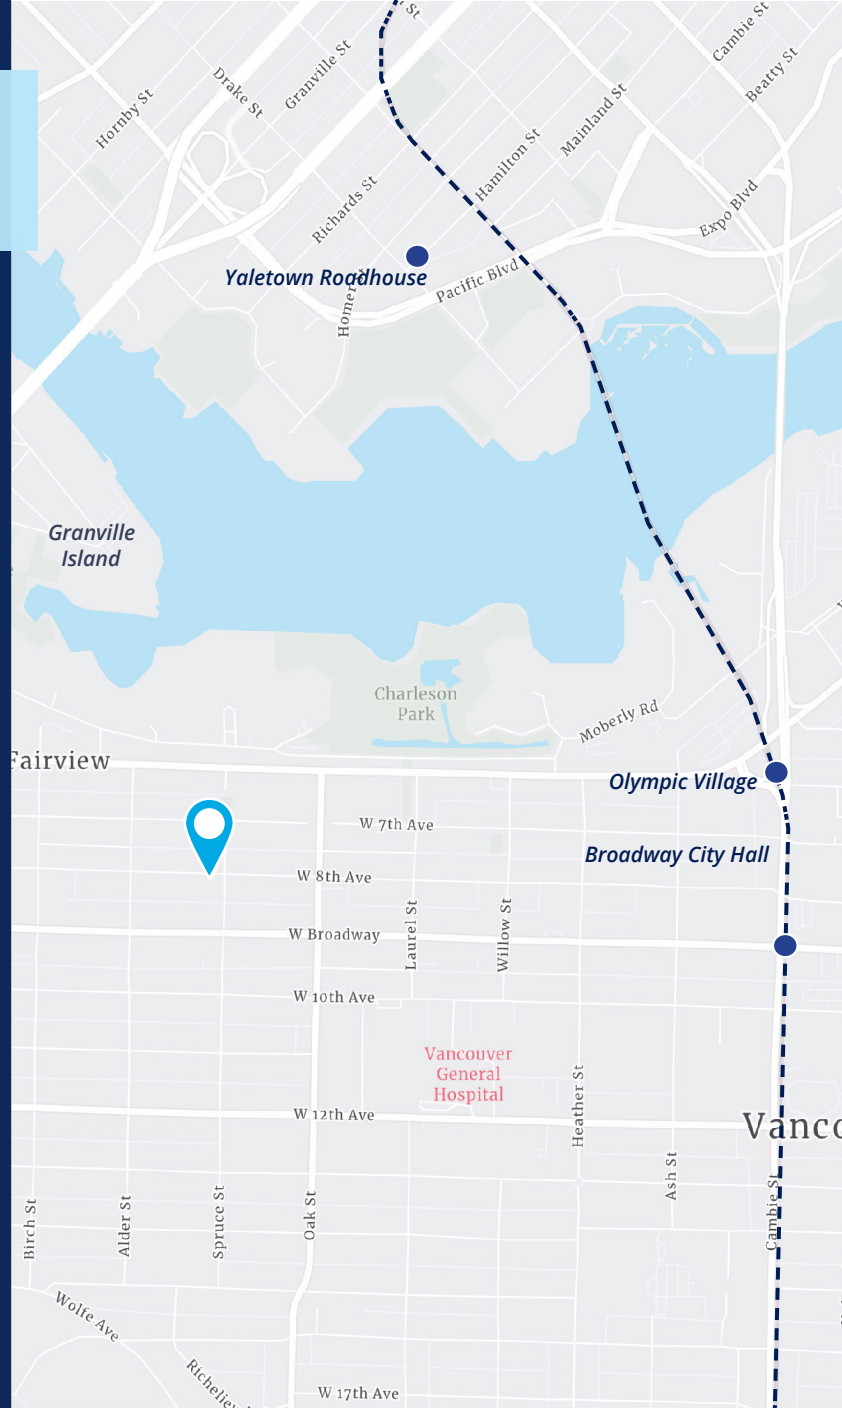 Cambie St
Granville St
Beatty St
Drake St
Hornby St
Mainland St
Hamilton St
Richards St
Expo Blvd
Yaletown Roadhouse
Pacific Blvd
Homer St
Granville
Island
Charleson
Park
Moberly Rd
Fairview
Olympic Village
W 7th Ave
Broadway City Hall
W 8th Ave
Laurel St
Willow St
W Broadway
W 10th Ave
Vancouver
General
Hospital
Heather St
W 12th Ave
Vanco
Ash St
Birch St
Alder St
Spruce St
Oak St
Cambie St
Wolfe Ave
W 17th Ave